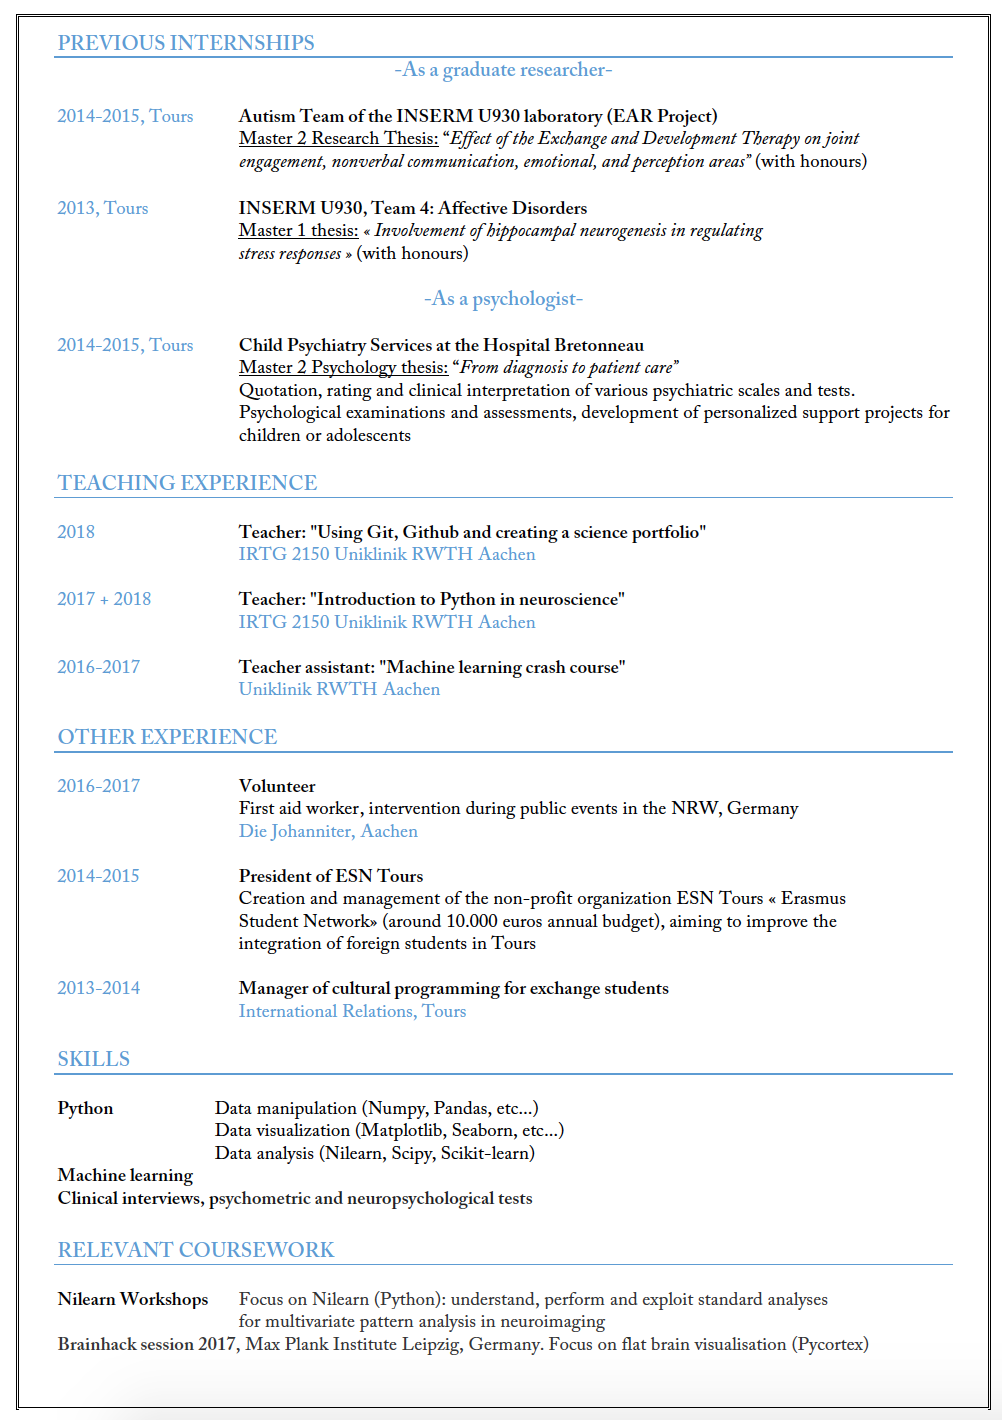 PREVIOUS INTERNSHIPS
-As a graduate researcher-
2014-2015, Tours Autism Team of the INSERM U930 laboratory (EAR Project)
Master 2 Research Thesis: “Effect of the Exchange and Development Therapy on joint
engagement, nonverbal communication, emotional, and perception areas” (with honours)
2013, Tours INSERM U930, Team 4: Affective Disorders
Master 1 thesis: « Involvement of hippocampal neurogenesis in regulating
stress responses » (with honours)
-As a psychologist-
2014-2015, Tours Child Psychiatry Services at the Hospital Bretonneau
Master 2 Psychology thesis: “From diagnosis to patient care”
Quotation, rating and clinical interpretation of various psychiatric scales and tests.
Psychological examinations and assessments, development of personalized support projects for
children or adolescents
TEACHING EXPERIENCE
2018 Teacher: "Using Git, Github and creating a science portfolio"
IRTG 2150 Uniklinik RWTH Aachen
2017 + 2018 Teacher: "Introduction to Python in neuroscience"
IRTG 2150 Uniklinik RWTH Aachen
2016-2017 Teacher assistant: "Machine learning crash course"
Uniklinik RWTH Aachen
OTHER EXPERIENCE
2016-2017 Volunteer
First aid worker, intervention during public events in the NRW, Germany
Die Johanniter, Aachen
2014-2015 President of ESN Tours
Creation and management of the non-profit organization ESN Tours « Erasmus
Student Network» (around 10.000 euros annual budget), aiming to improve the
integration of foreign students in Tours
2013-2014 Manager of cultural programming for exchange students
International Relations, Tours
SKILLS
Python Data manipulation (Numpy, Pandas, etc...)
Data visualization (Matplotlib, Seaborn, etc...)
Data analysis (Nilearn, Scipy, Scikit-learn)
Machine learning
Clinical interviews, psychometric and neuropsychological tests
RELEVANT COURSEWORK
Nilearn Workshops Focus on Nilearn (Python): understand, perform and exploit standard analyses
for multivariate pattern analysis in neuroimaging
Brainhack session 2017, Max Plank Institute Leipzig, Germany. Focus on flat brain visualisation (Pycortex)